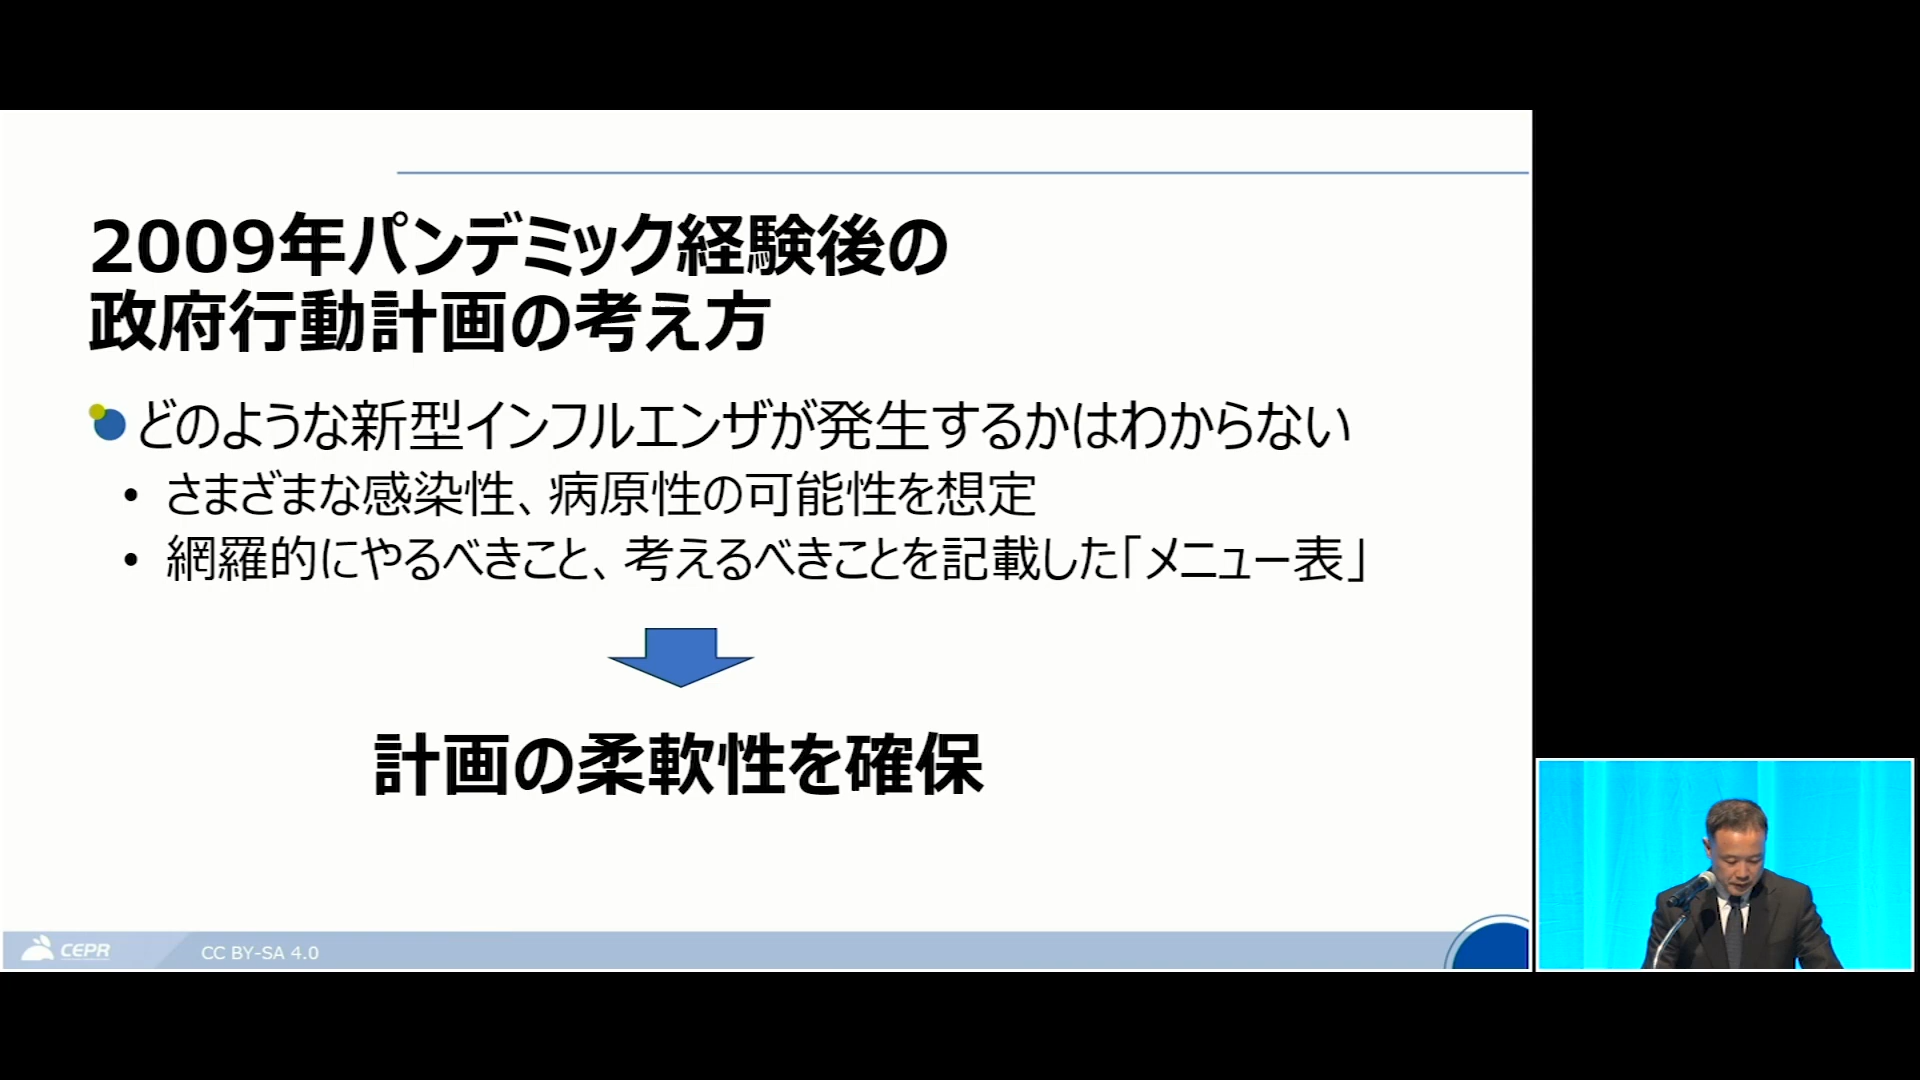 2009年パンデミック経験後の
政府行動計画の考え方
どのような新型インフルエンザが発生するかはわからない
• さまざまな感染性、病原性の可能性を想定
• 網羅的にやるべきこと、考えるべきことを記載した「メニュー表」
計画の柔軟性を確保
CEPR
CC BY-SA 4.0